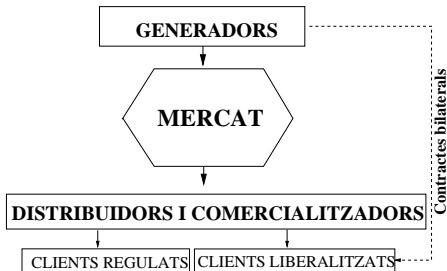 GENERADORS
MERCAT
Contractes bilaterals
DISTRIBUIDORS I COMERCIALITZADORS
CLIENTS REGULATS
CLIENTS LIBERALITZATS